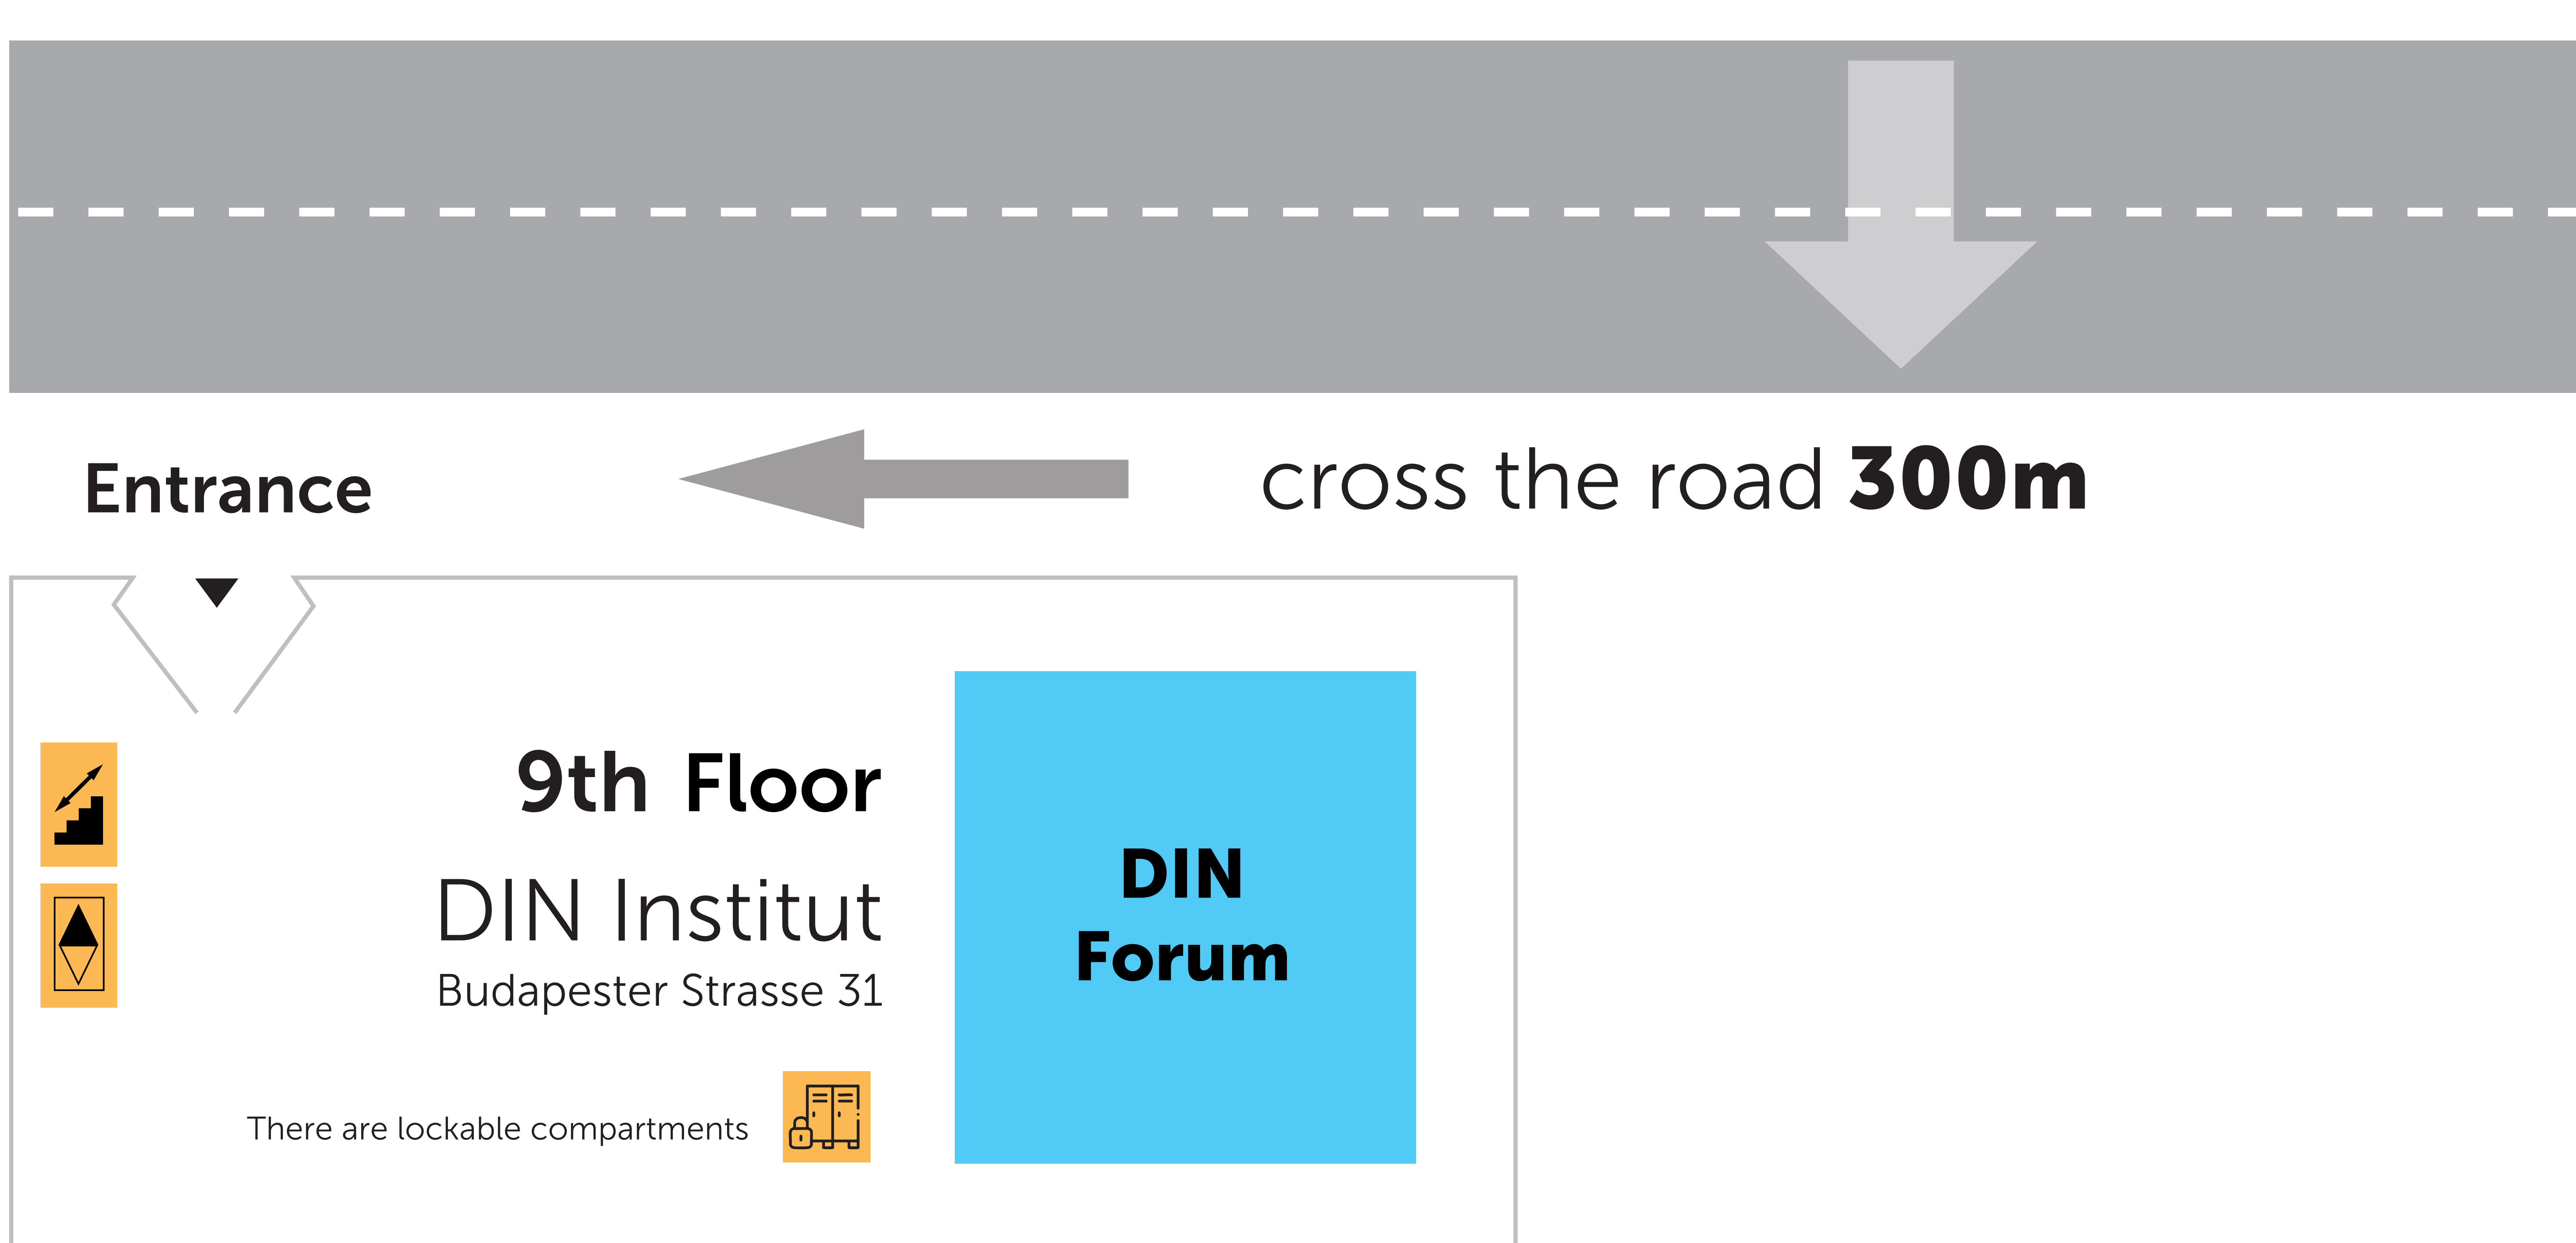 Entrance
cross the road 300m
9th Floor
DIN Institut
Budapester Strasse 31
There are lockable compartments
DIN
Forum